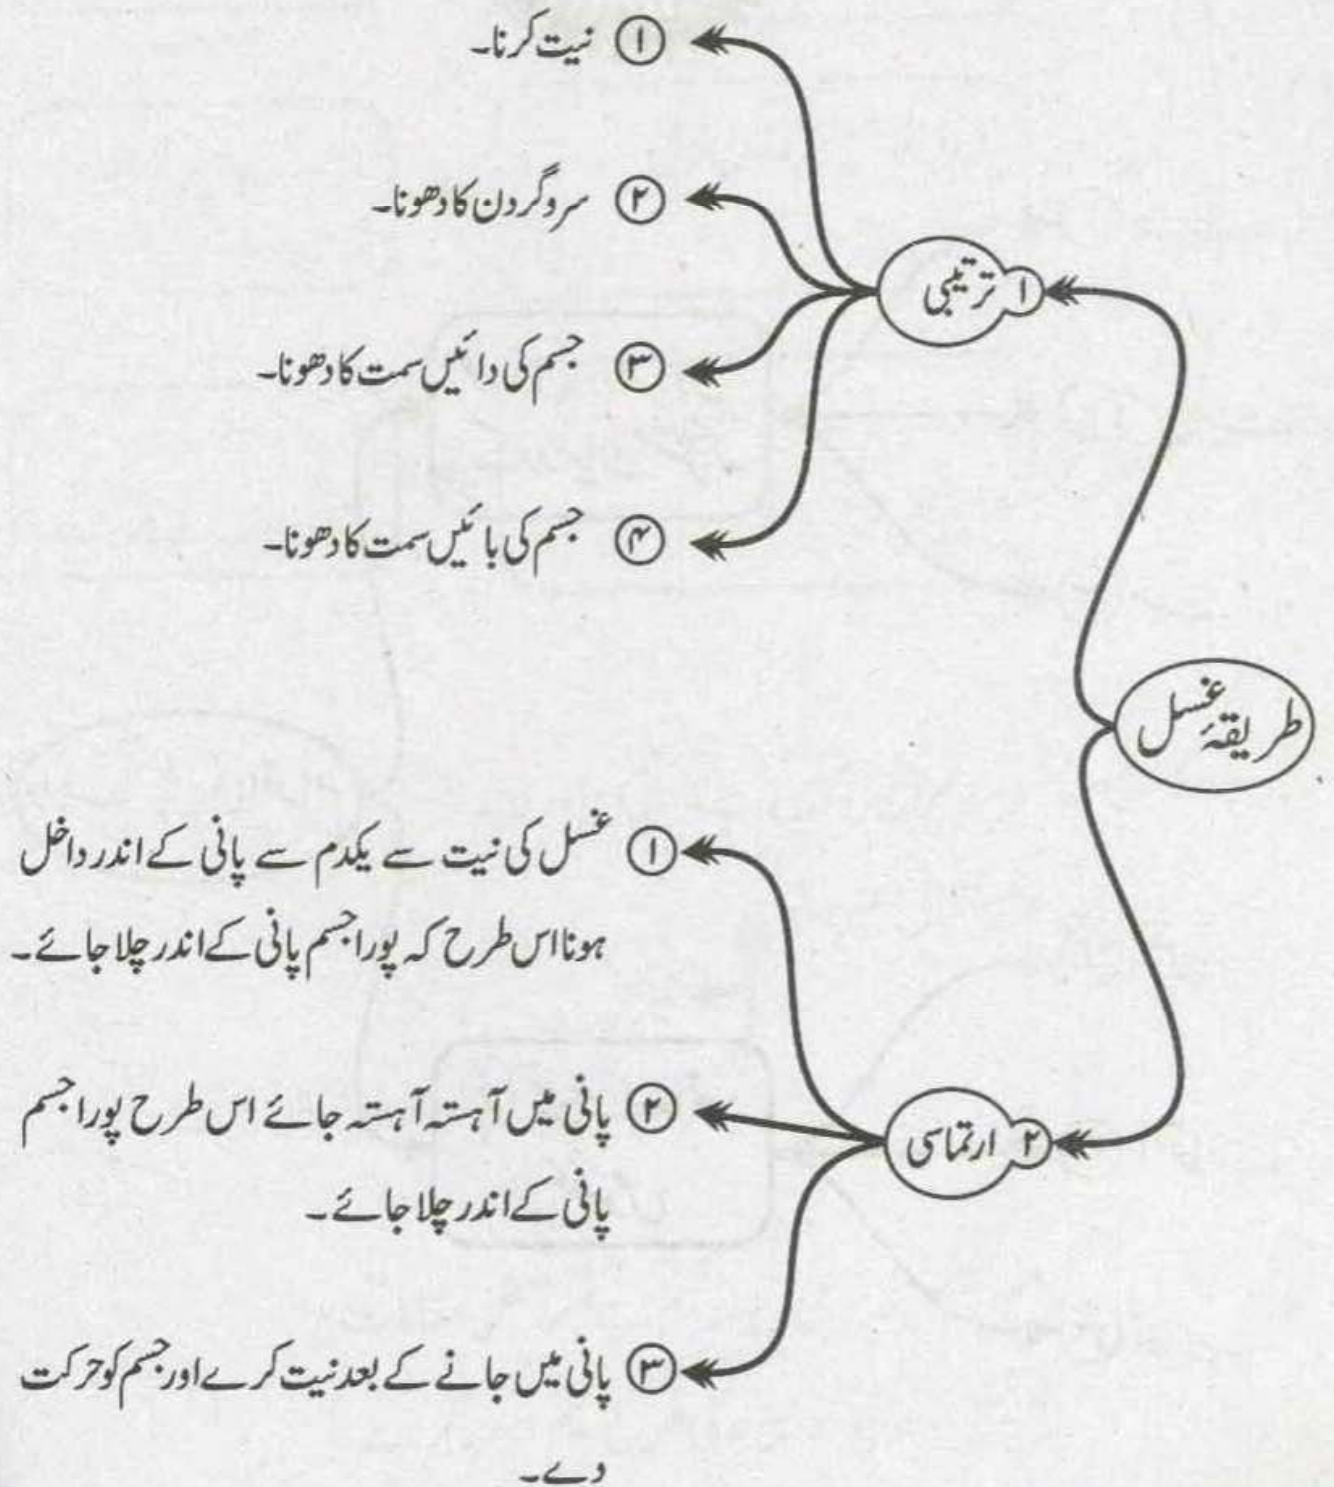 طریقۂ غسل
۱ ترتیبی
۱ نیت کرنا۔
۲ سر و گردن کا دھونا۔
۳ جسم کی دائیں سمت کا دھونا۔
۴ جسم کی بائیں سمت کا دھونا۔
۲ ارتماسی
۱ غسل کی نیت سے یکدم سے پانی کے اندر داخل
ہونا اس طرح کہ پورا جسم پانی کے اندر چلا جائے۔
۲ پانی میں آہستہ آہستہ جائے اس طرح پورا جسم
پانی کے اندر چلا جائے۔
۳ پانی میں جانے کے بعد نیت کرے اور جسم کو حرکت
دے۔